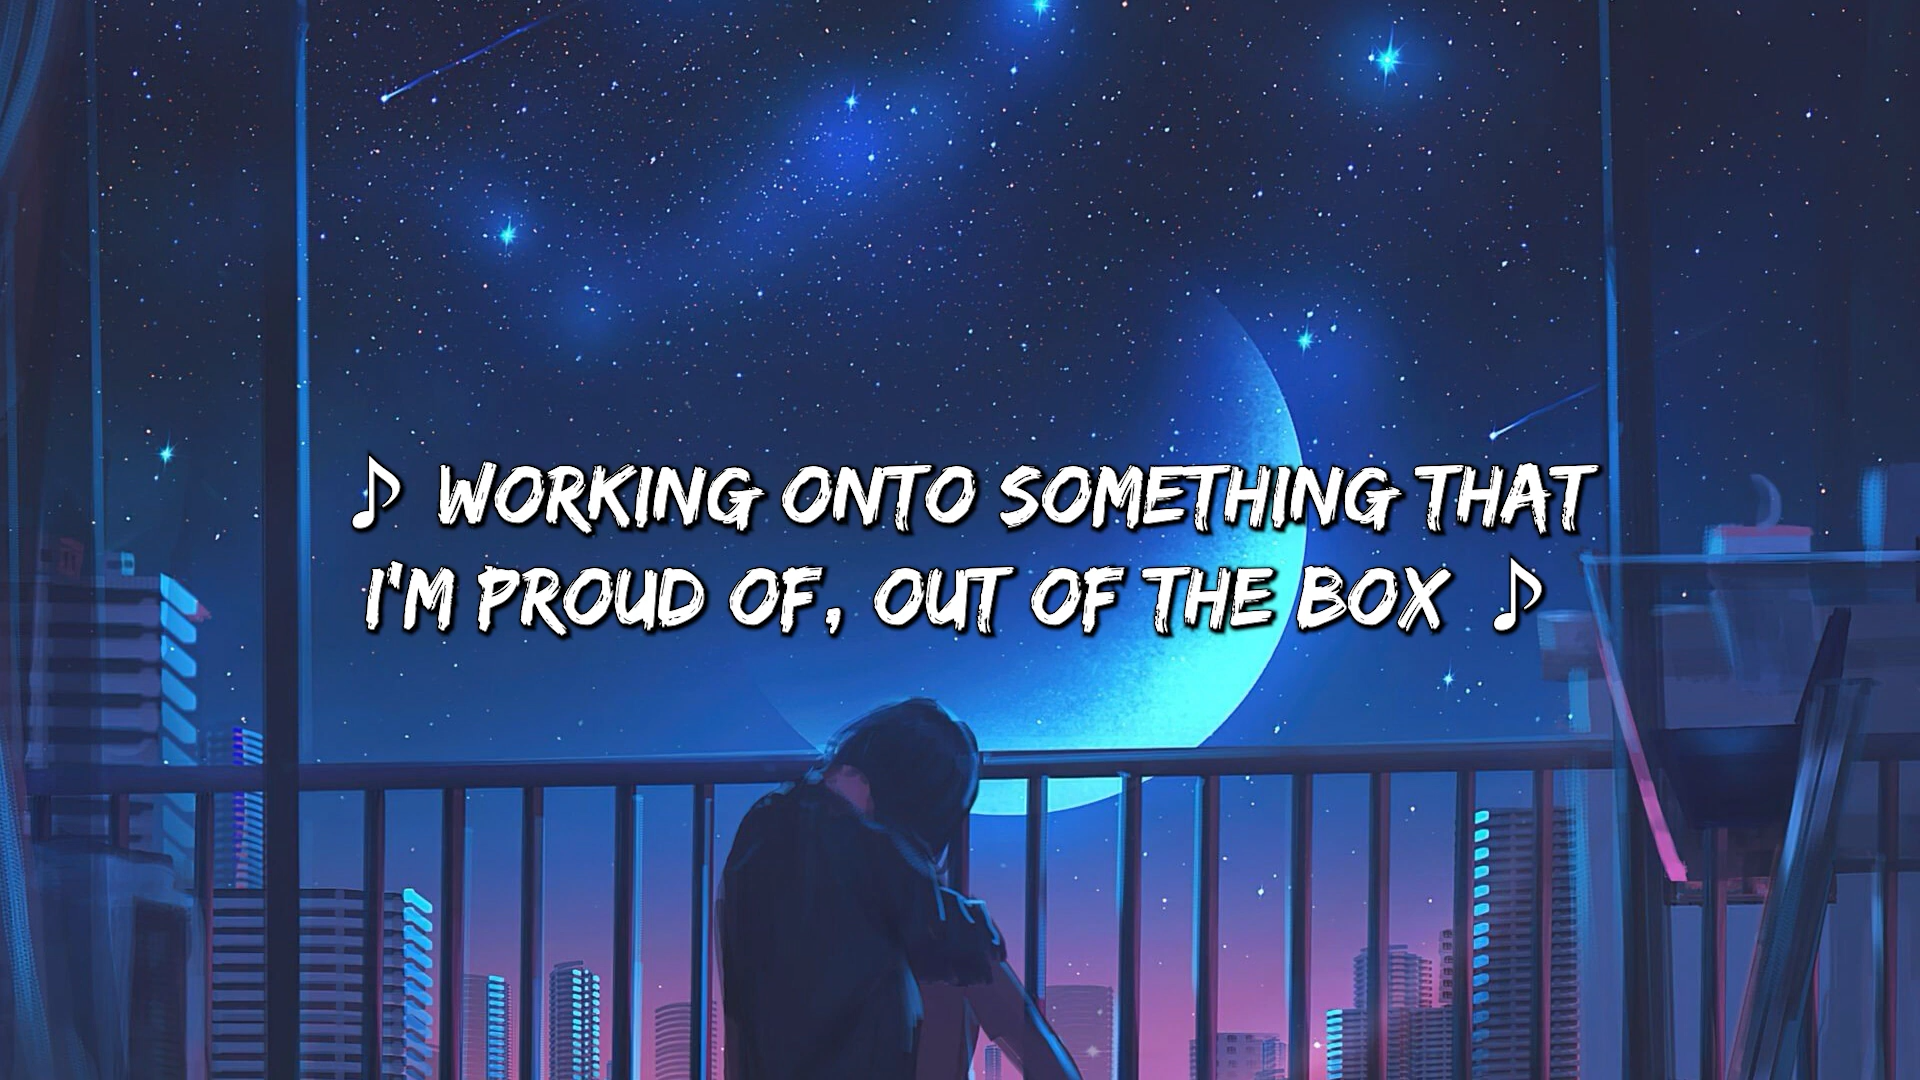 ♪ WORKING ONTO SOMETHING THAT
I'M PROUD OF, OUT OF THE BOX ♪